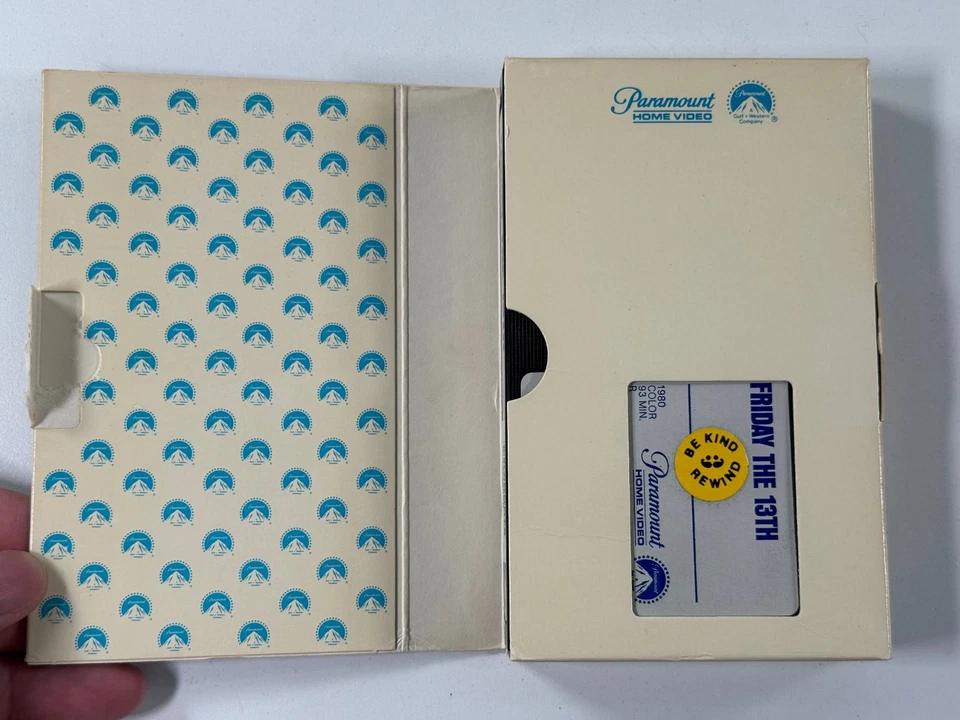 Paramount
HOME VIDEO
Paramount
Gulf + Western
Company
®
FRIDAY THE 13TH
BE KIND
REWIND
1980
COLOR
93 MIN.
R
Paramount
HOME VIDEO